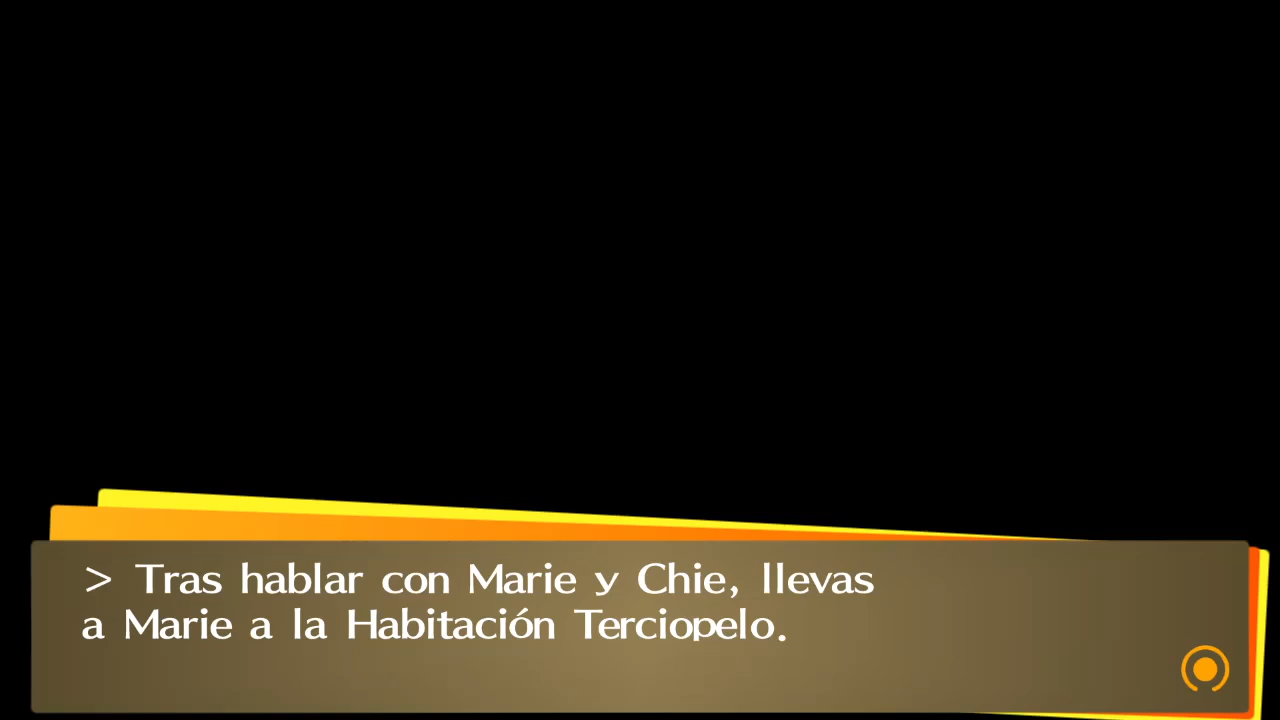 > Tras hablar con Marie y Chie, llevas
a Marie a la Habitación Terciopelo.